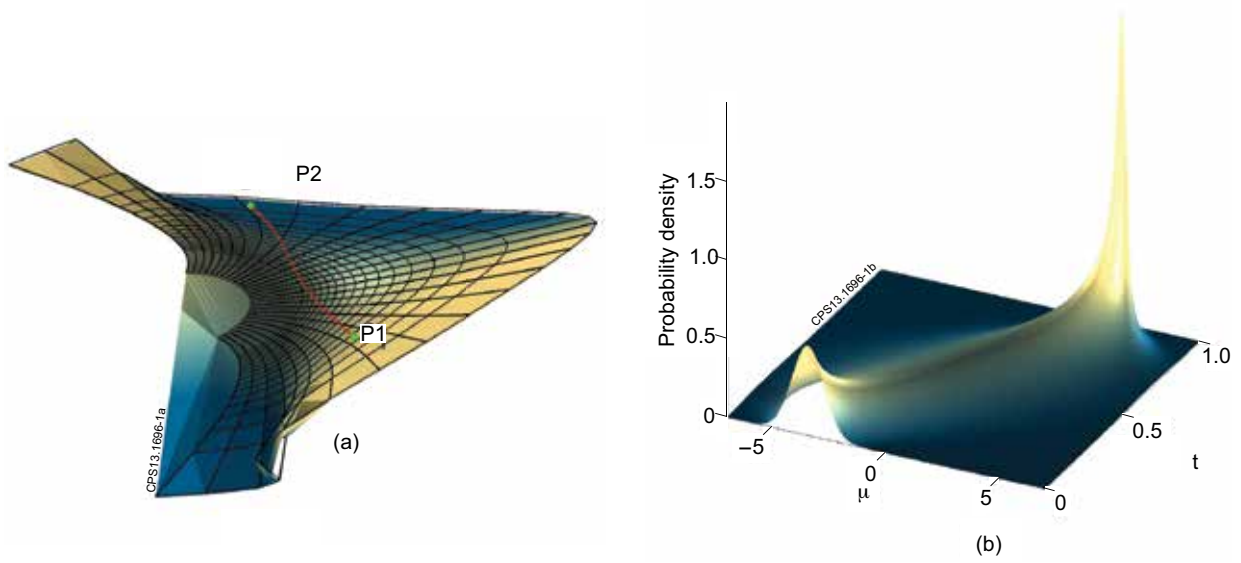 P2
P1
(a)
CPS13.1696-1a
Probability density
1.5
1.0
0.5
0
CPS13.1696-1b
−5
0
5
μ
0
0.5
1.0
t
(b)